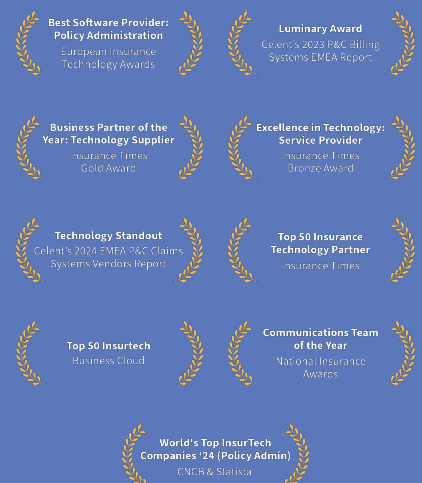 Best Software Provider:
Policy Administration
European Insurance
Technology Awards
Luminary Award
Celent's 2023 P&C Billing
Systems EMEA Report
Business Partner of the
Year: Technology Supplier
Insurance Times
Gold Award
Excellence in Technology:
Service Provider
Insurance Times
Bronze Award
Technology Standout
Celent's 2024 EMEA P&C Claims
Systems Vendors Report
Top 50 Insurance
Technology Partner
Insurance Times
Top 50 Insurtech
Business Cloud
Communications Team
of the Year
National Insurance
Awards
World's Top InsurTech
Companies ‘24 (Policy Admin)
CNCB & Statista